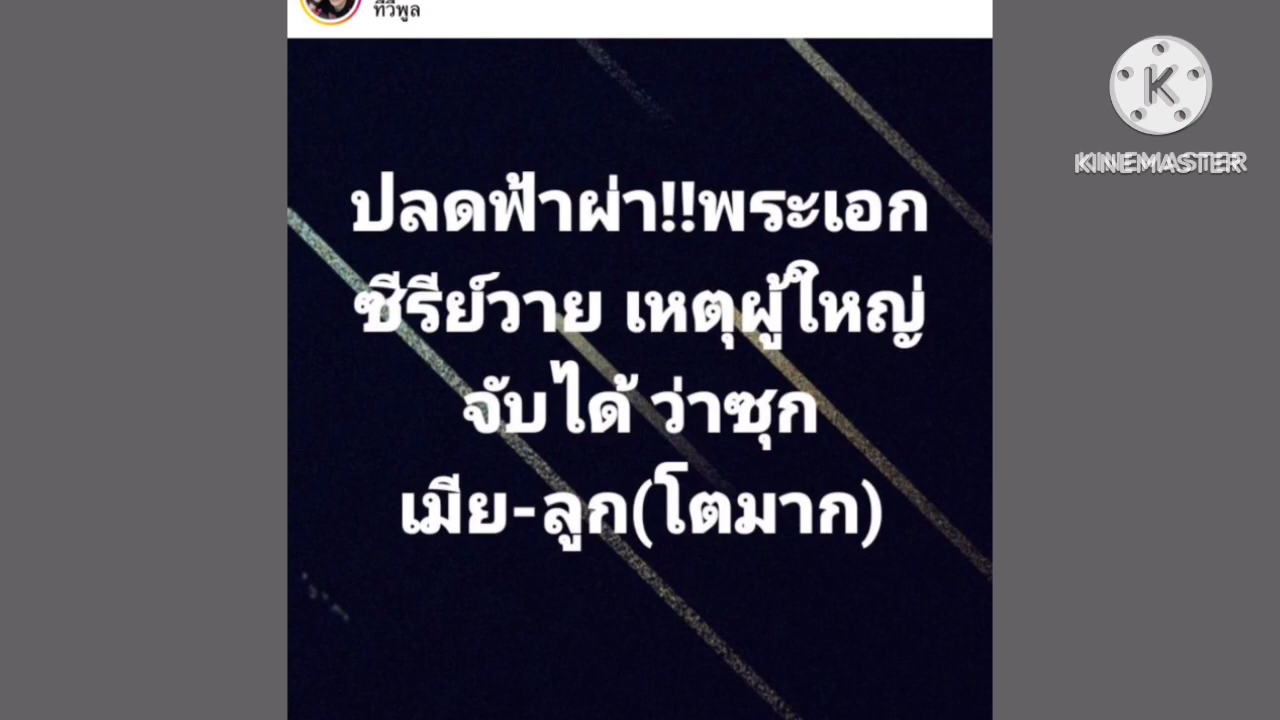 ทีวีพูล
KINEMASTER
ปลดฟ้าผ่า!!พระเอก
ซีรีย์วาย เหตุผู้ใหญ่
จับได้ ว่าซุก
เมีย-ลูก(โตมาก)